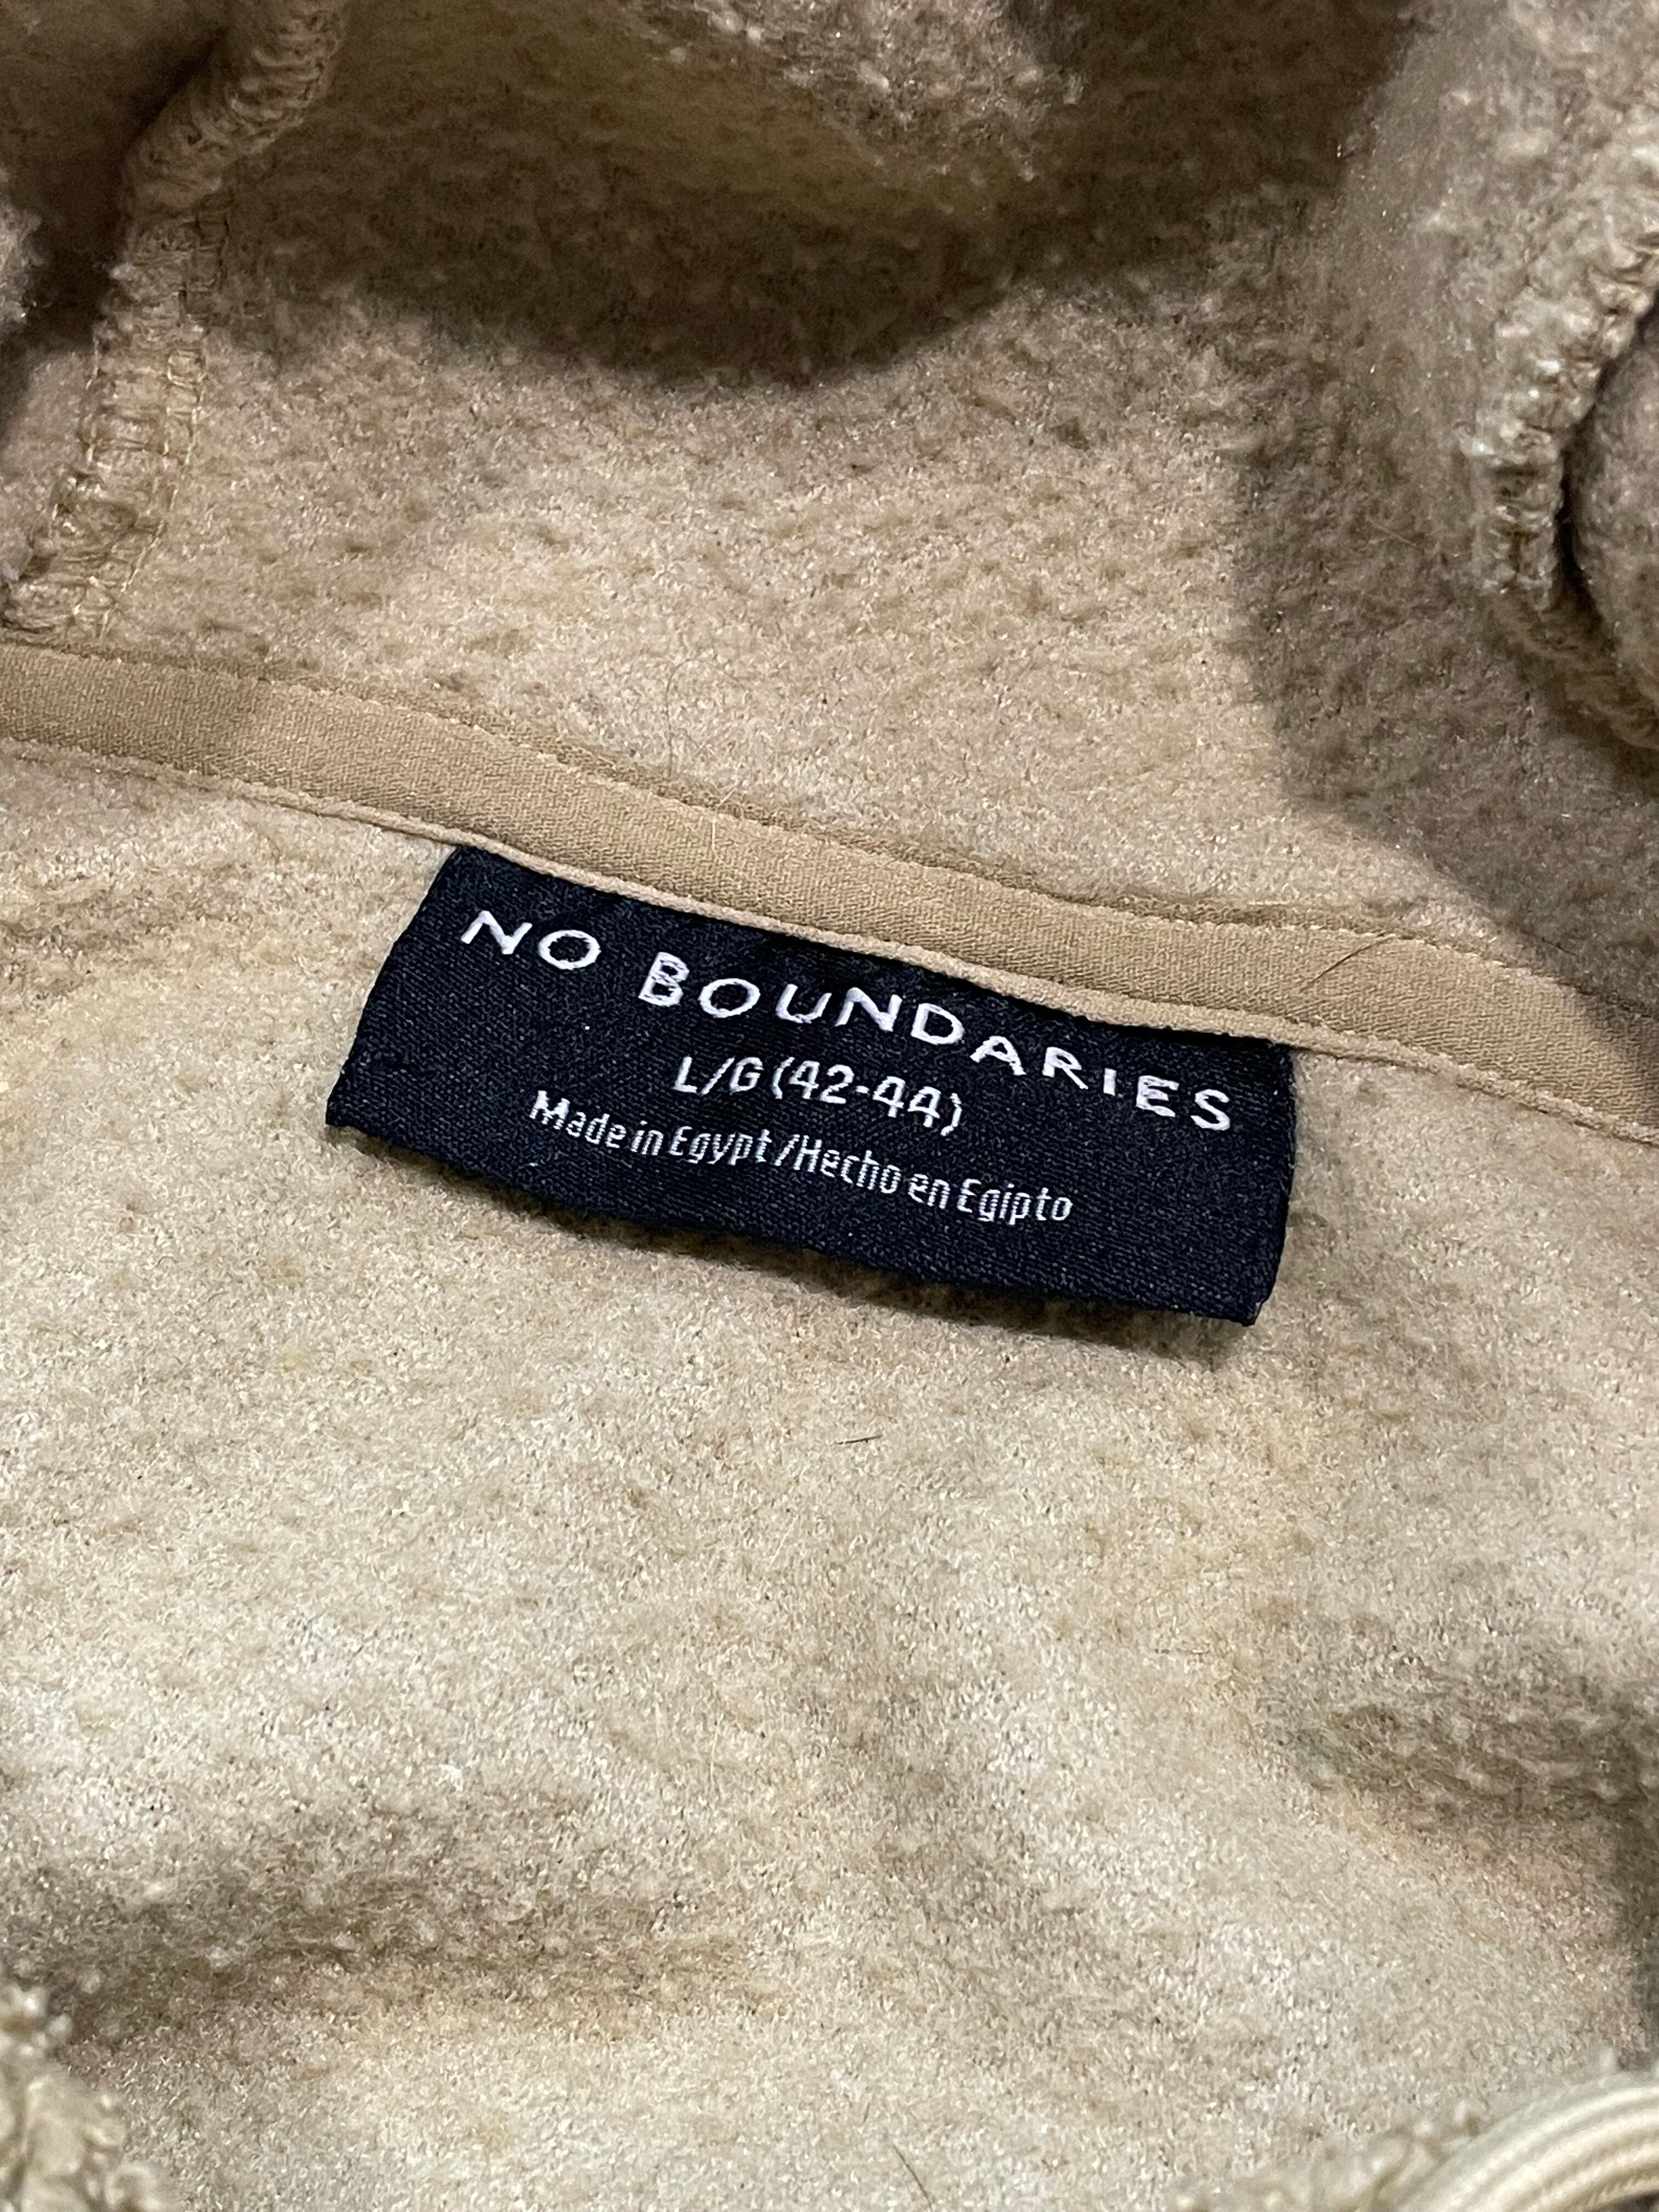 NO BOUNDARIES
L/G (42-44)
Made in Egypt/Hecho en Egipto